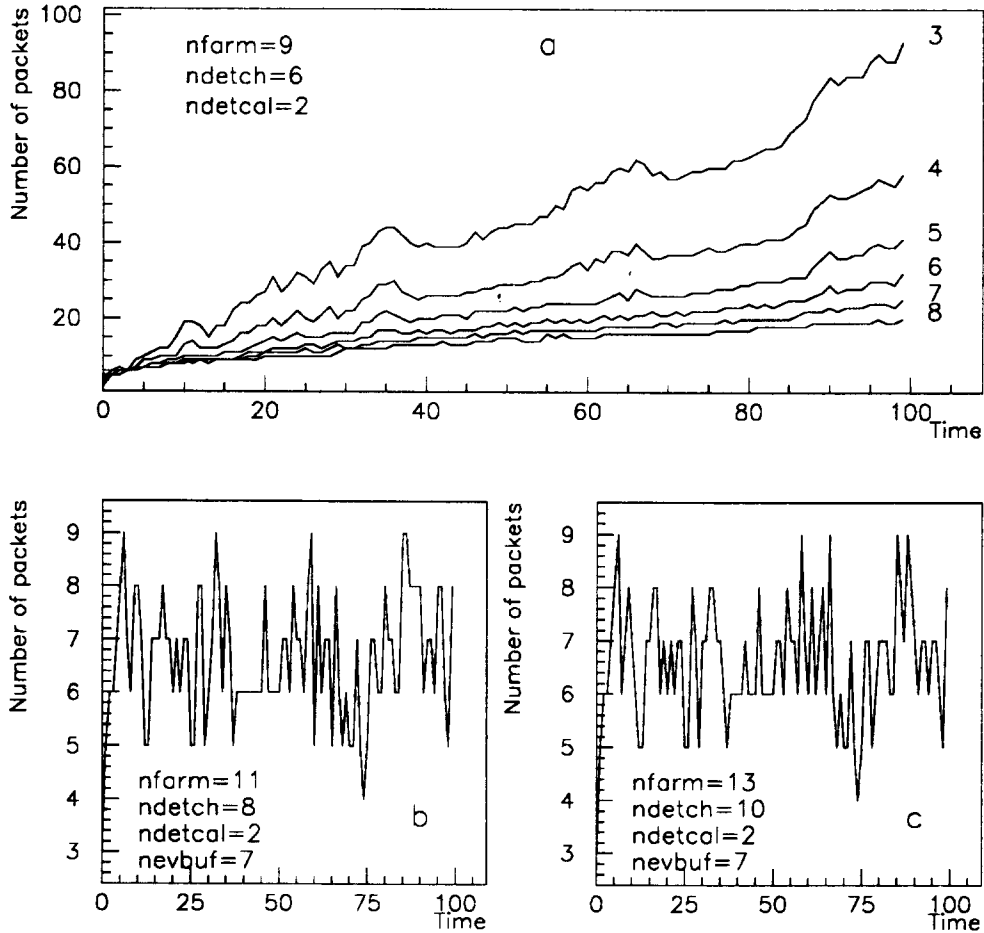 Number of packets
100
80
60
40
20
nfarm=9
ndetch=6
ndetcal=2
a
3
4
5
6
7
8
0
20
40
60
80
100
Time
Number of packets
9
8
7
6
5
4
3
nfarm=11
ndetch=8
ndetcal=2
nevbuf=7
b
0
25
50
75
100
Time
Number of packets
9
8
7
6
5
4
3
nfarm=13
ndetch=10
ndetcal=2
nevbuf=7
c
0
25
50
75
100
Time